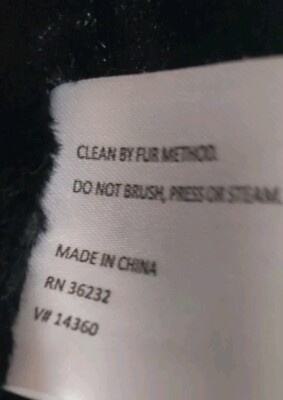 CLEAN BY FUR METHOD.
DO NOT BRUSH, PRESS OR STEAM.
MADE IN CHINA
RN 36232
V# 14360